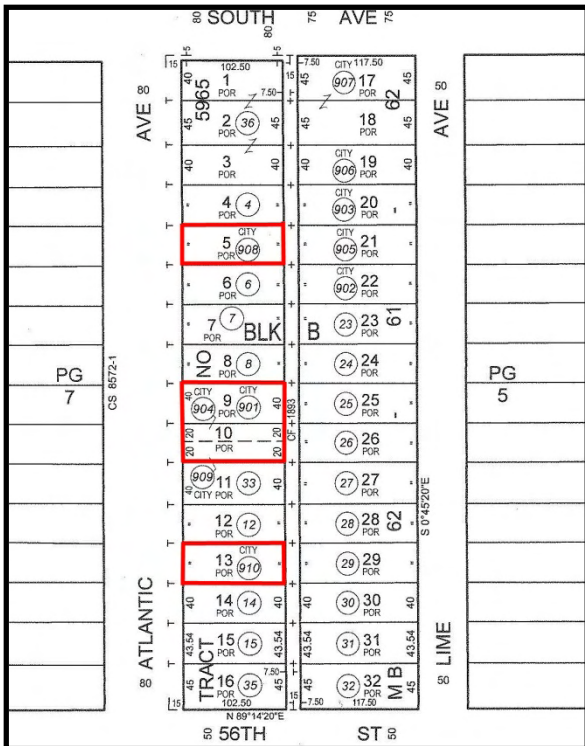 80 SOUTH 80 75 AVE 75
5 5
15 102.50 15 7.50 CITY 117.50
80 AVE 40 1 POR 7.50 5965 907 17 POR 62 50 AVE
45 2 POR 36 45 45 18 POR 45
40 3 POR 40 40 CITY 906 19 POR 40
" 4 POR 4 " " CITY 903 20 POR - "
" 5 POR CITY 908 " " CITY 905 21 POR "
" 6 POR 6 " " CITY 902 22 POR "
" 7 POR 7 BLK B 23 23 POR 61 "
NO " 8 POR 8 " " 24 24 POR "
PG 7 CS 8572-1 PG 5
40 CITY 904 9 CITY 901 40 CF 1893 " 25 25 POR - "
20 20 10 POR 20 20 " 26 26 POR "
909 CITY 11 POR 33 " " 27 27 POR "
" 12 POR 12 " " 28 28 POR 62 " S 0°45'20"E
" 13 POR CITY 910 " " 29 29 POR "
ATLANTIC 40 14 POR 14 40 40 30 30 POR 40 LIME
43.54 15 POR 15 43.54 43.54 31 31 POR 43.54
80 TRACT 45 16 POR 35 7.50 45 45 32 32 POR M B 45 50
15 102.50 15 7.50 117.50
N 89°14'20"E
50 56TH ST 50